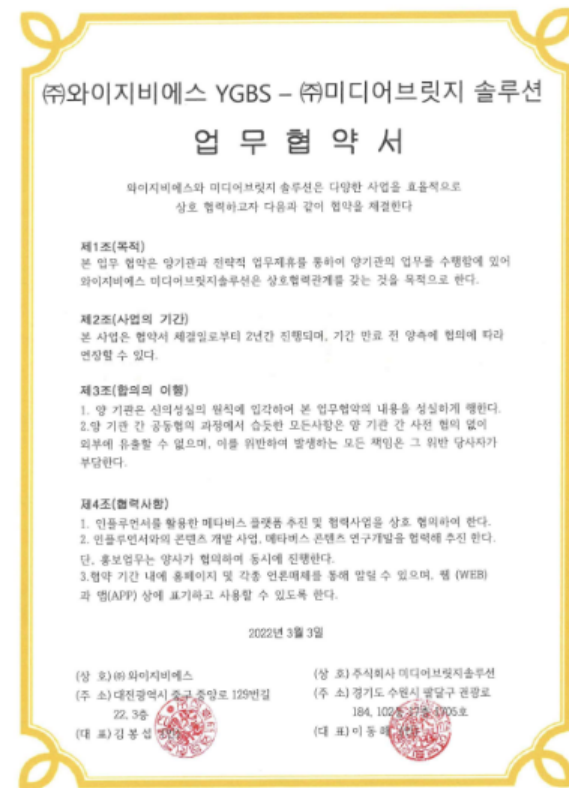 ㈜와이지비에스 YGBS – ㈜미디어브릿지 솔루션
업 무 협 약 서
와이지비에스와 미디어브릿지 솔루션은 다양한 사업을 효율적으로
상호 협력하고자 다음과 같이 협약을 체결한다
제1조(목적)
본 업무 협약은 양기관과 전략적 업무제휴를 통하여 양기관의 업무를 수행함에 있어
와이지비에스 미디어브릿지솔루션은 상호협력관계를 갖는 것을 목적으로 한다.
제2조(사업의 기간)
본 사업은 협약서 체결일로부터 2년간 진행되며, 기간 만료 전 양측에 협의에 따라
연장할 수 있다.
제3조(합의의 이행)
1. 양 기관은 신의성실의 원칙에 입각하여 본 업무협약의 내용을 성실하게 행한다.
2.양 기관 간 공동협의 과정에서 습득한 모든사항은 양 기관 간 사전 협의 없이
외부에 유출할 수 없으며, 이를 위반하여 발생하는 모든 책임은 그 위반 당사자가
부담한다.
제4조(협력사항)
1. 인플루언서를 활용한 메타버스 플랫폼 추진 및 협력사업을 상호 협의하여 한다.
2. 인플루언서와의 콘텐츠 개발 사업, 메타버스 콘텐츠 연구개발을 협력해 추진 한다.
단, 홍보업무는 양사가 협의하여 동시에 진행한다.
3.협약 기간 내에 홈페이지 및 각종 언론매체를 통해 알릴 수 있으며, 웹 (WEB)
과 앱(APP) 상에 표기하고 사용할 수 있도록 한다.
2022년 3월 3일
(상 호)㈜와이지비에스
(주 소)대전광역시 중구 중앙로 129번길
22, 3층
(대 표)김봉섭
(상 호)주식회사 미디어브릿지솔루션
(주 소)경기도 수원시 팔달구 권광로
184,
(대 표)이동